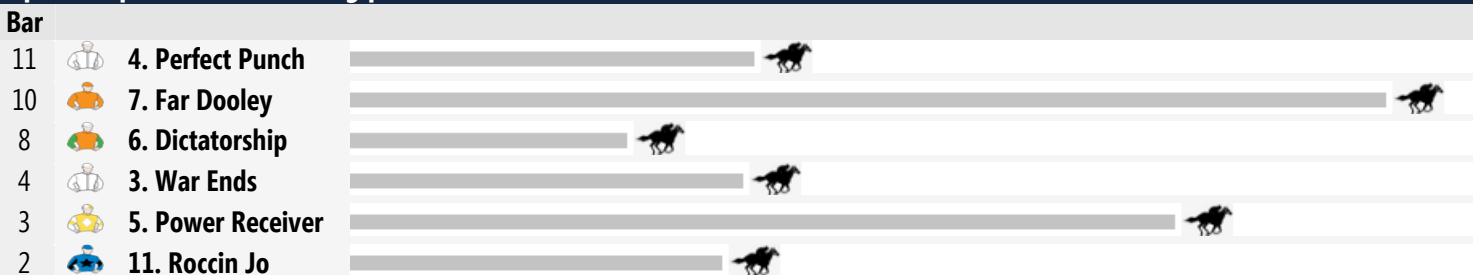 Bar
11 4. Perfect Punch
10 7. Far Dooley
8 6. Dictatorship
4 3. War Ends
3 5. Power Receiver
2 11. Roccin Jo